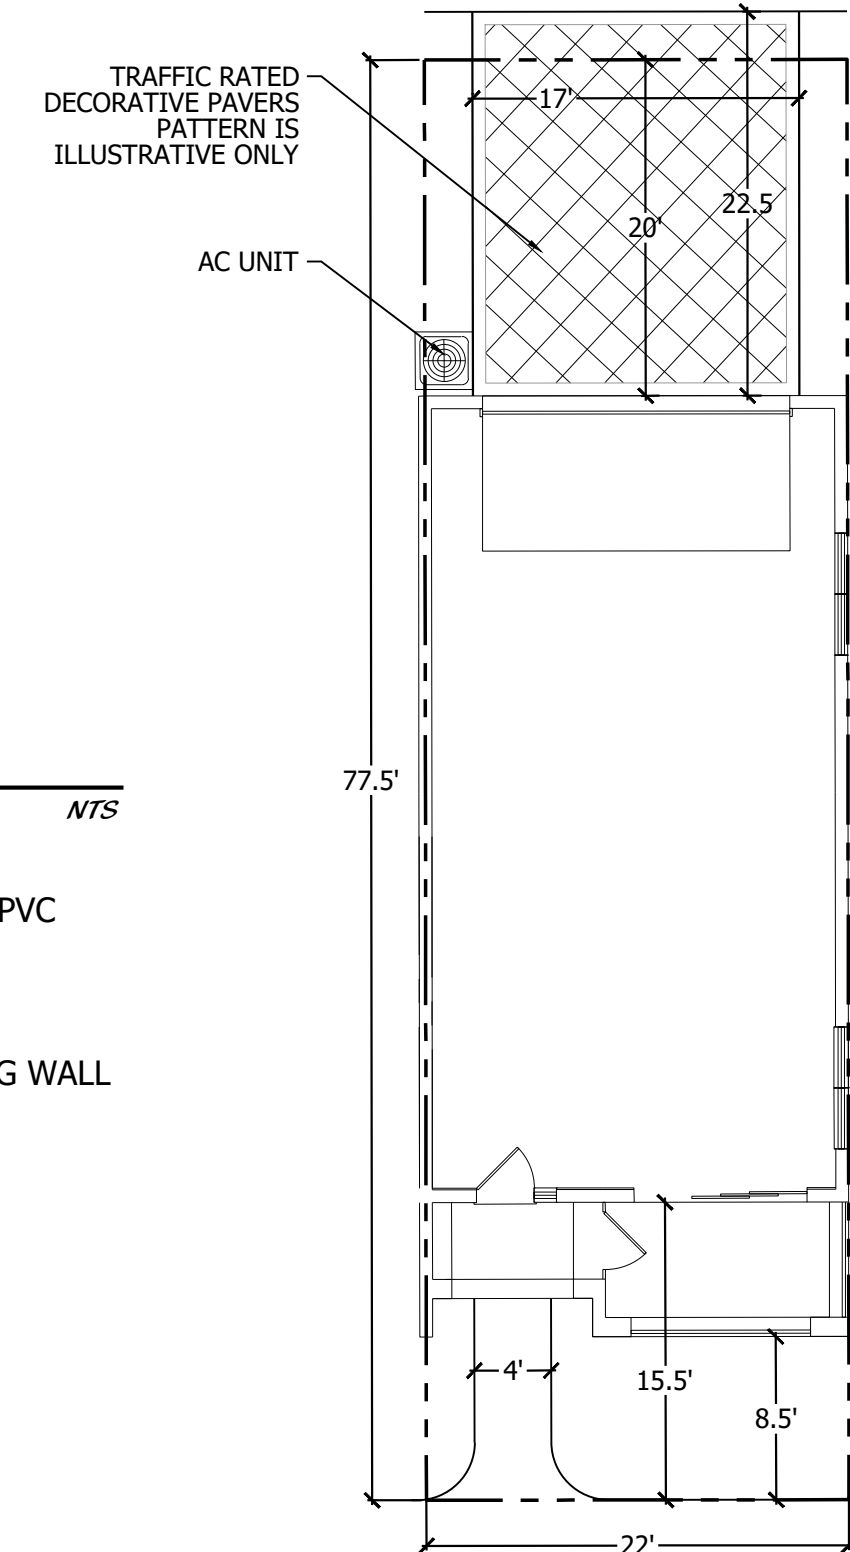 TRAFFIC RATED
DECORATIVE PAVERS
PATTERN IS
ILLUSTRATIVE ONLY
17'
22.5
20'
AC UNIT
77.5'
NTS
PVC
G WALL
4'
15.5'
8.5'
22'